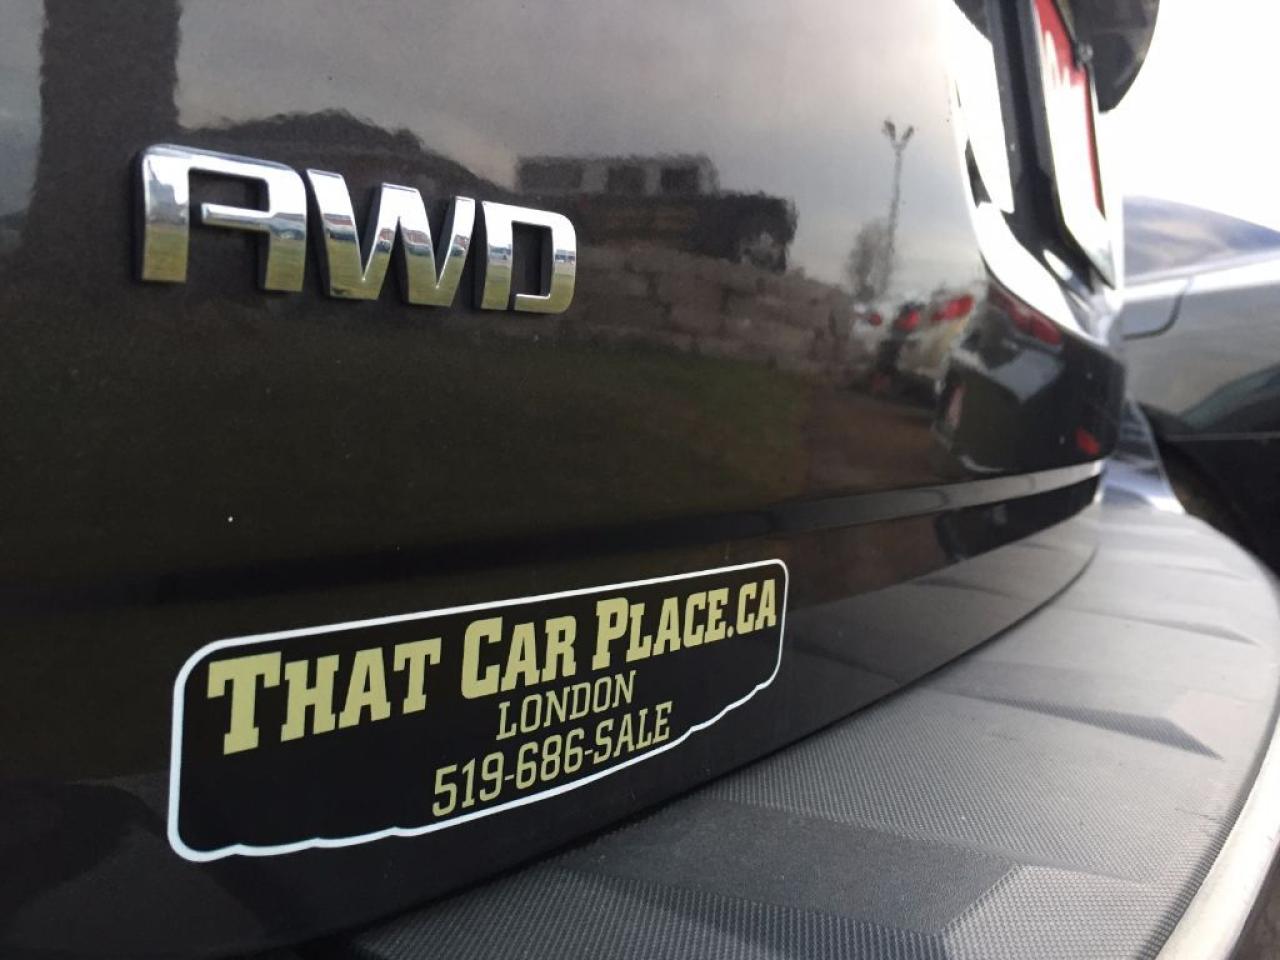 AWD
THAT CAR PLACE.CA
LONDON
519-686-SALE